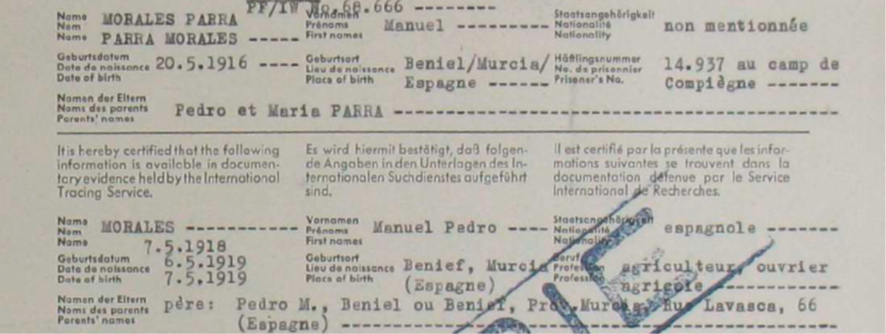 PF/IW No.68.666 --------
Name Nom Name MORALES PARRA PARRA MORALES ----- Vornamen Prénoms First names Manuel ----- Staatsangehörigkeit Nationalité Nationality non mentionnée
Geburtsdatum Date de naissance Date of birth 20.5.1916 ---- Geburtsort Lieu de naissance Place of birth Beniel/Murcia/ Espagne ------ Häftlingsnummer No. de prisonnier Prisoner's No. 14.937 au camp de Compiègne -------
Namen der Eltern Noms des parents Parents' names Pedro et Maria PARRA ----------------------------------------
It is hereby certified that the following
information is available in documen-
tary evidence held by the International
Tracing Service.
Es wird hiermit bestätigt, daß folgen-
de Angaben in den Unterlagen des In-
ternationalen Suchdienstes aufgeführt
sind.
Il est certifié par la présente que les infor-
mations suivantes se trouvent dans la
documentation détenue par le Service
International de Recherches.
Name Nom Name MORALES ----------- Vornamen Prénoms First names Manuel Pedro ---- Staatsangehörigkeit Nationalité Nationality espagnole -------
7.5.1918
Geburtsdatum Date de naissance Date of birth 6.5.1919 7.5.1919 Geburtsort Lieu de naissance Place of birth Benief, Murcia (Espagne) Beruf Profession Profession agriculteur, ouvrier agricole -------
Namen der Eltern Noms des parents Parents' names père: Pedro M., Beniel ou Benief, Prov.Murcia, Rue Lavasca, 66
(Espagne) ----------------------------------------